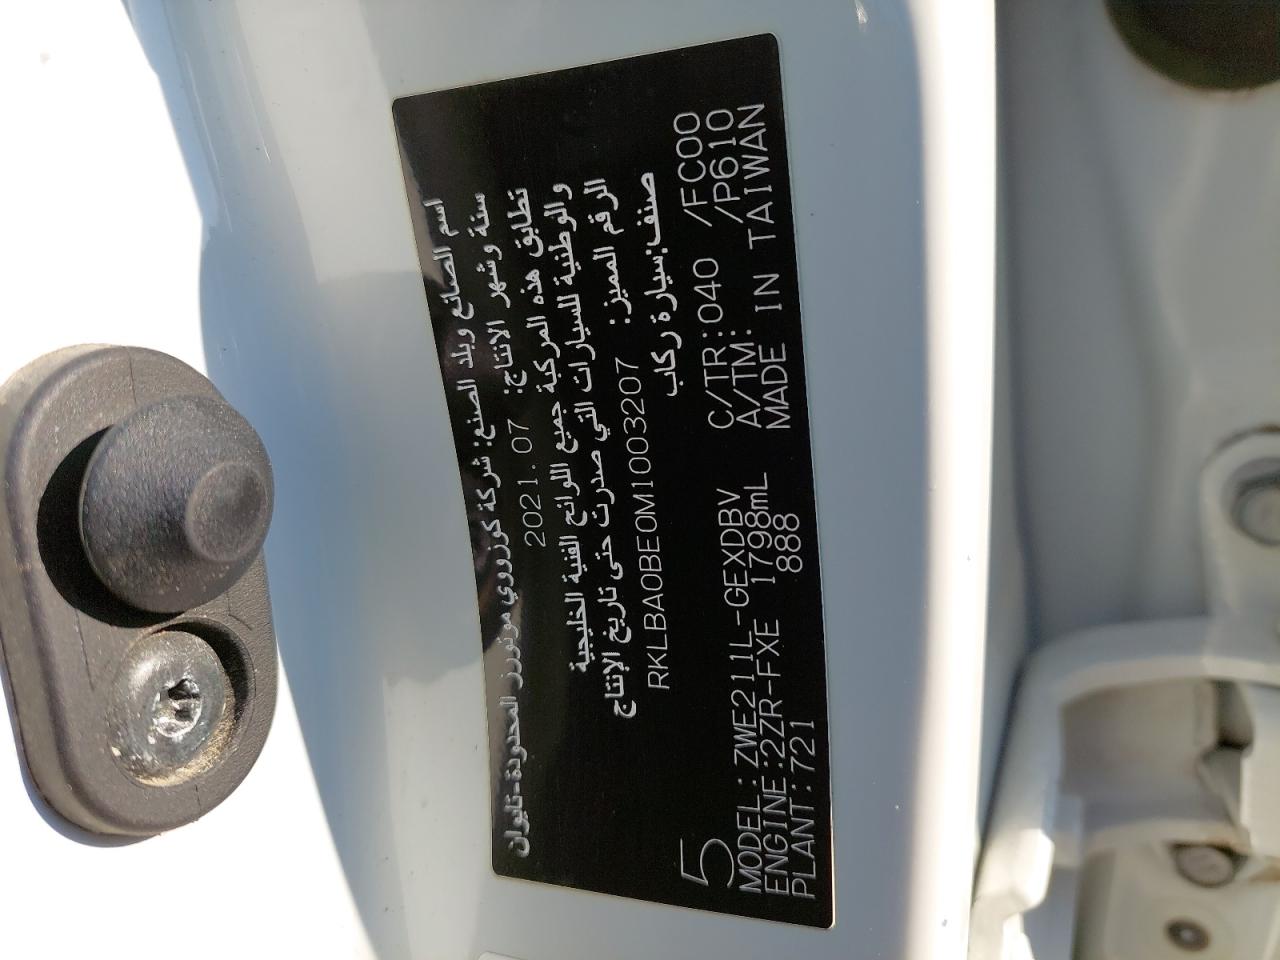 اسم الصانع وبلد الصنع: شركة كوزووي موتورز المحدودة-تايوان
سنة وشهر الانتاج: 2021.07
تطابق هذه المركبة جميع اللوائح الفنية الخليجية
والوطنية للسيارات التي صدرت حتى تاريخ الإنتاج
الرقم المميز: RKLBA0BE0M1003207
صنف:سيارة ركاب
5
MODEL:ZWE211L-GEXDBV C/TR:040 /FC00
ENGINE:2ZR-FXE 1798mL A/TM: /P610
PLANT:721 888 MADE IN TAIWAN